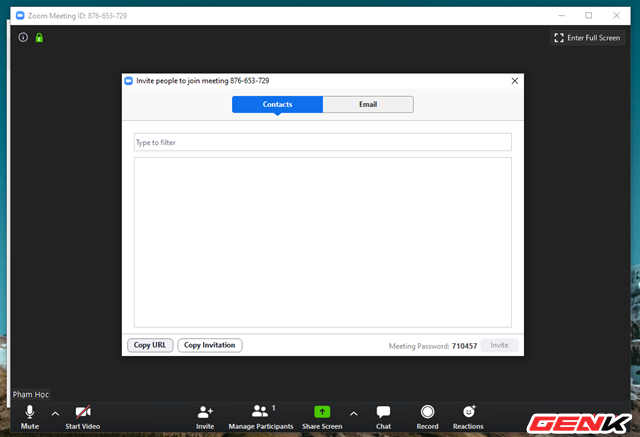 Zoom Meeting ID: 876-653-729
Enter Full Screen
Invite people to join meeting 876-653-729
Contacts
Email
Type to filter
Copy URL
Copy Invitation
Meeting Password: 710457
Invite
Phạm Học
Mute
Start Video
Invite
Manage Participants
1
Share Screen
Chat
Record
Reactions
GENK